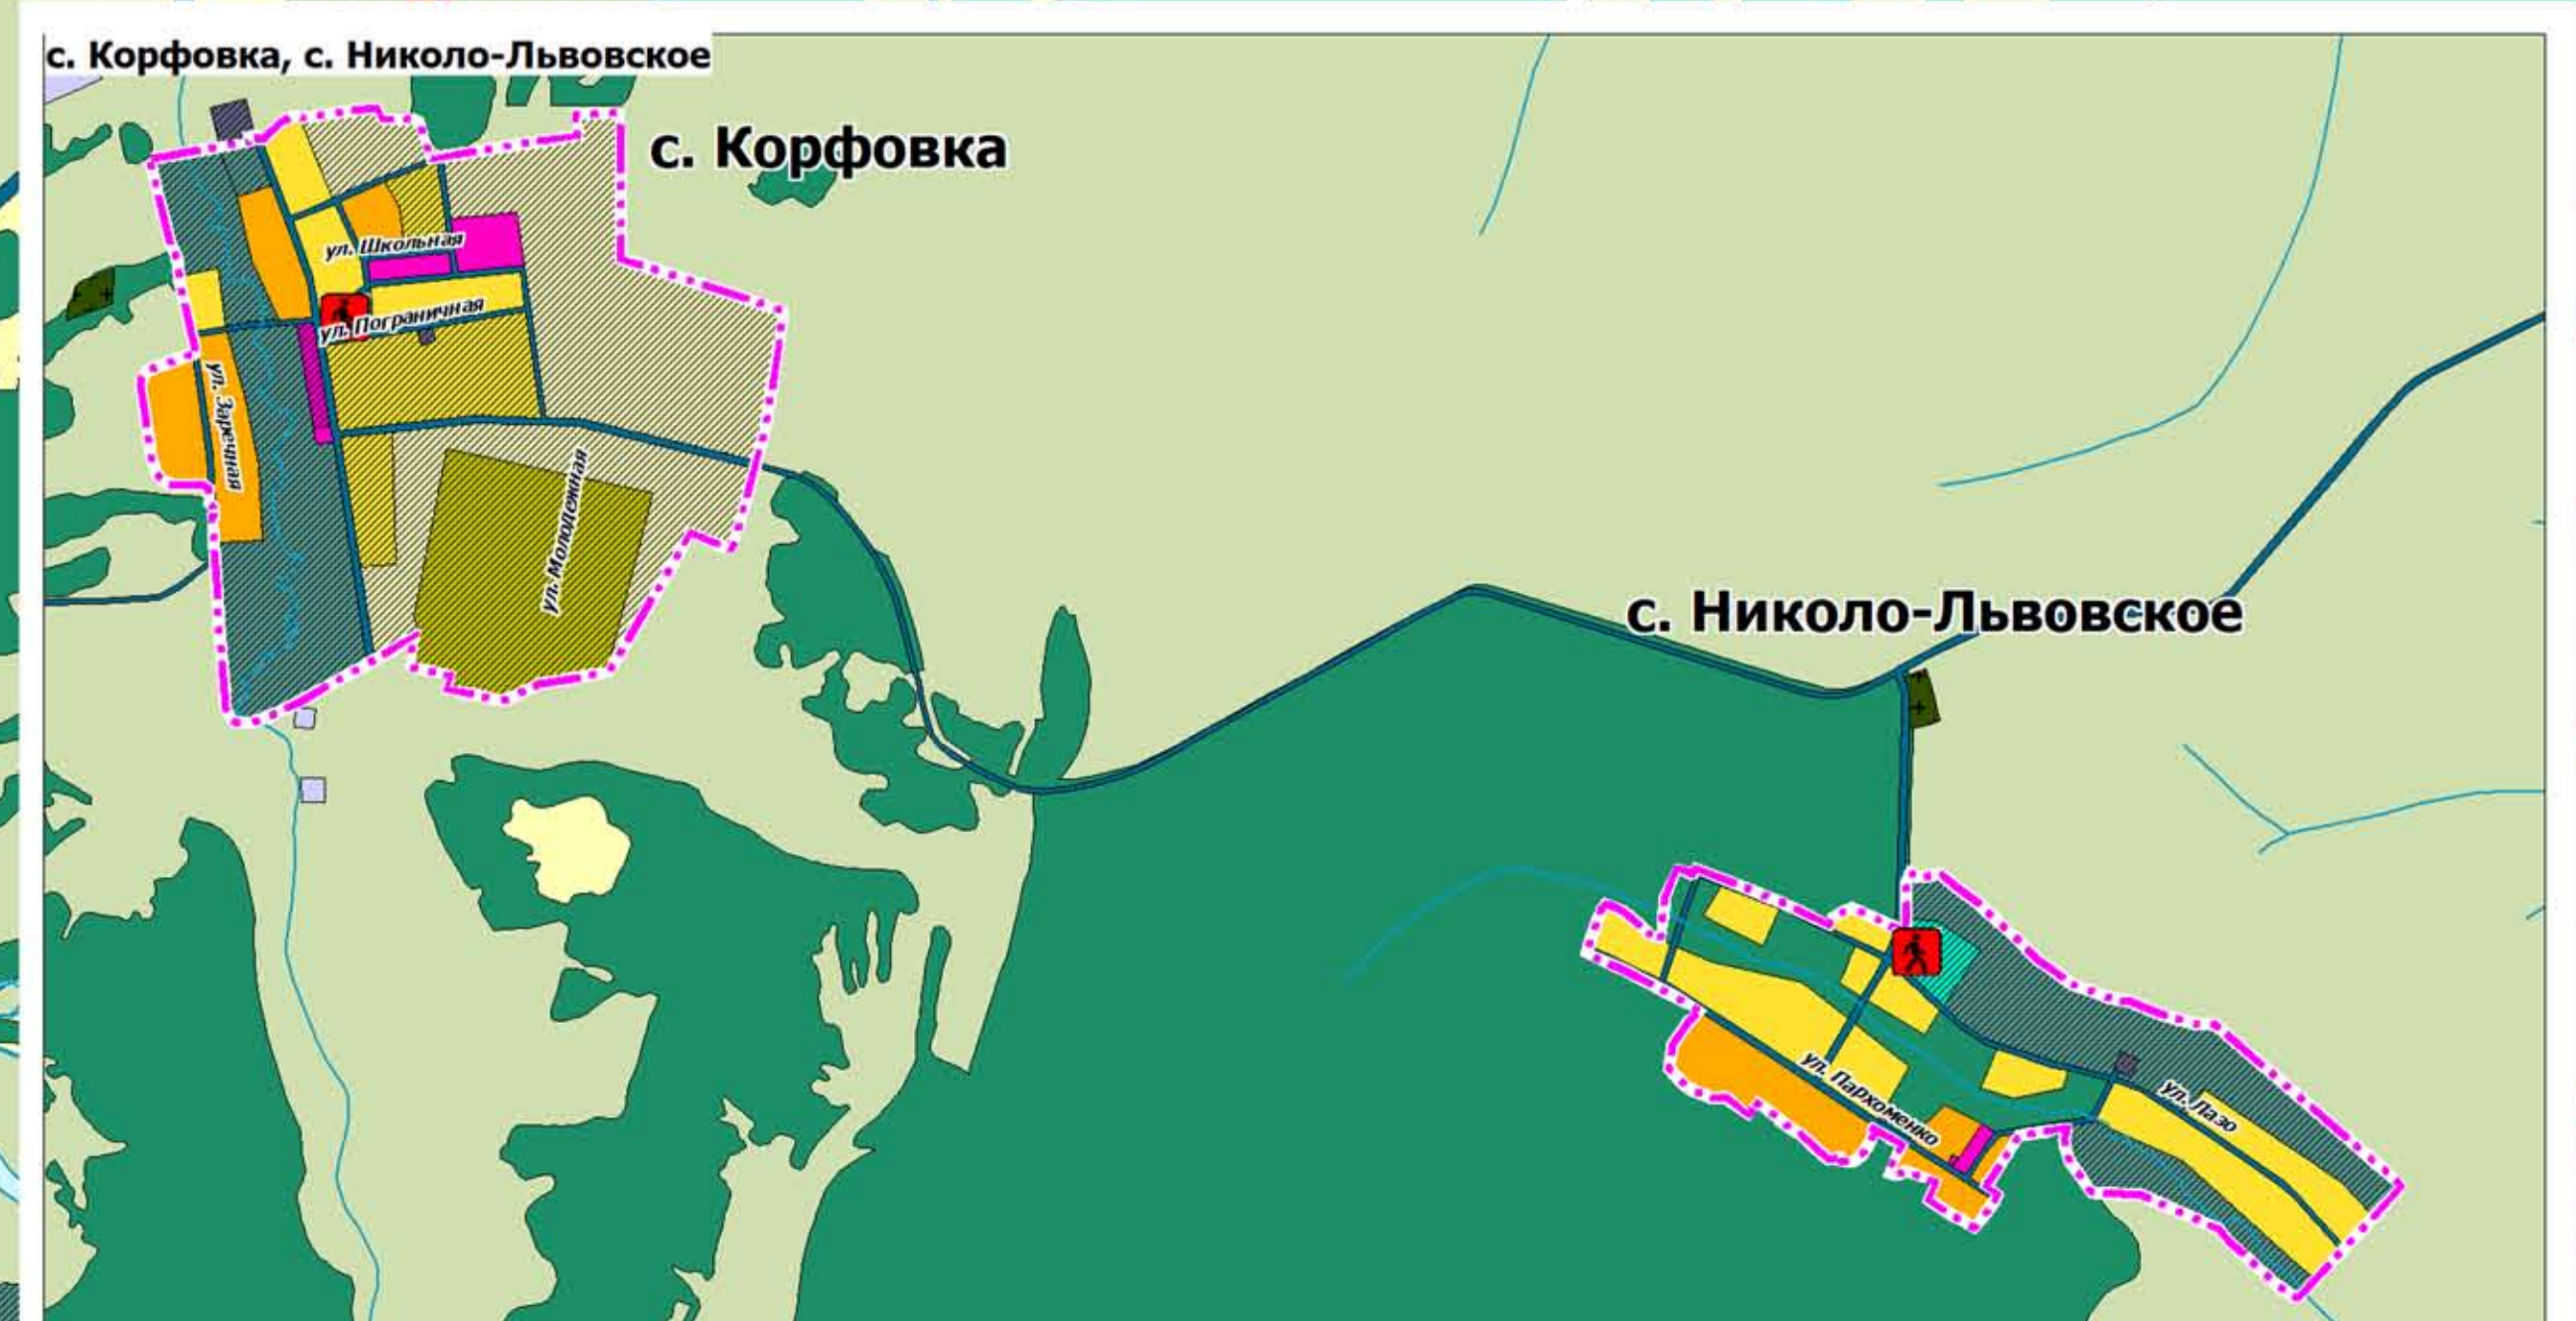 с. Корфовка, с. Николо-Львовское
с. Корфовка
ул. Школьная
ул. Пограничная
ул. Заречная
ул. Молодежная
с. Николо-Львовское
ул. Пархоменко
ул. Лазо